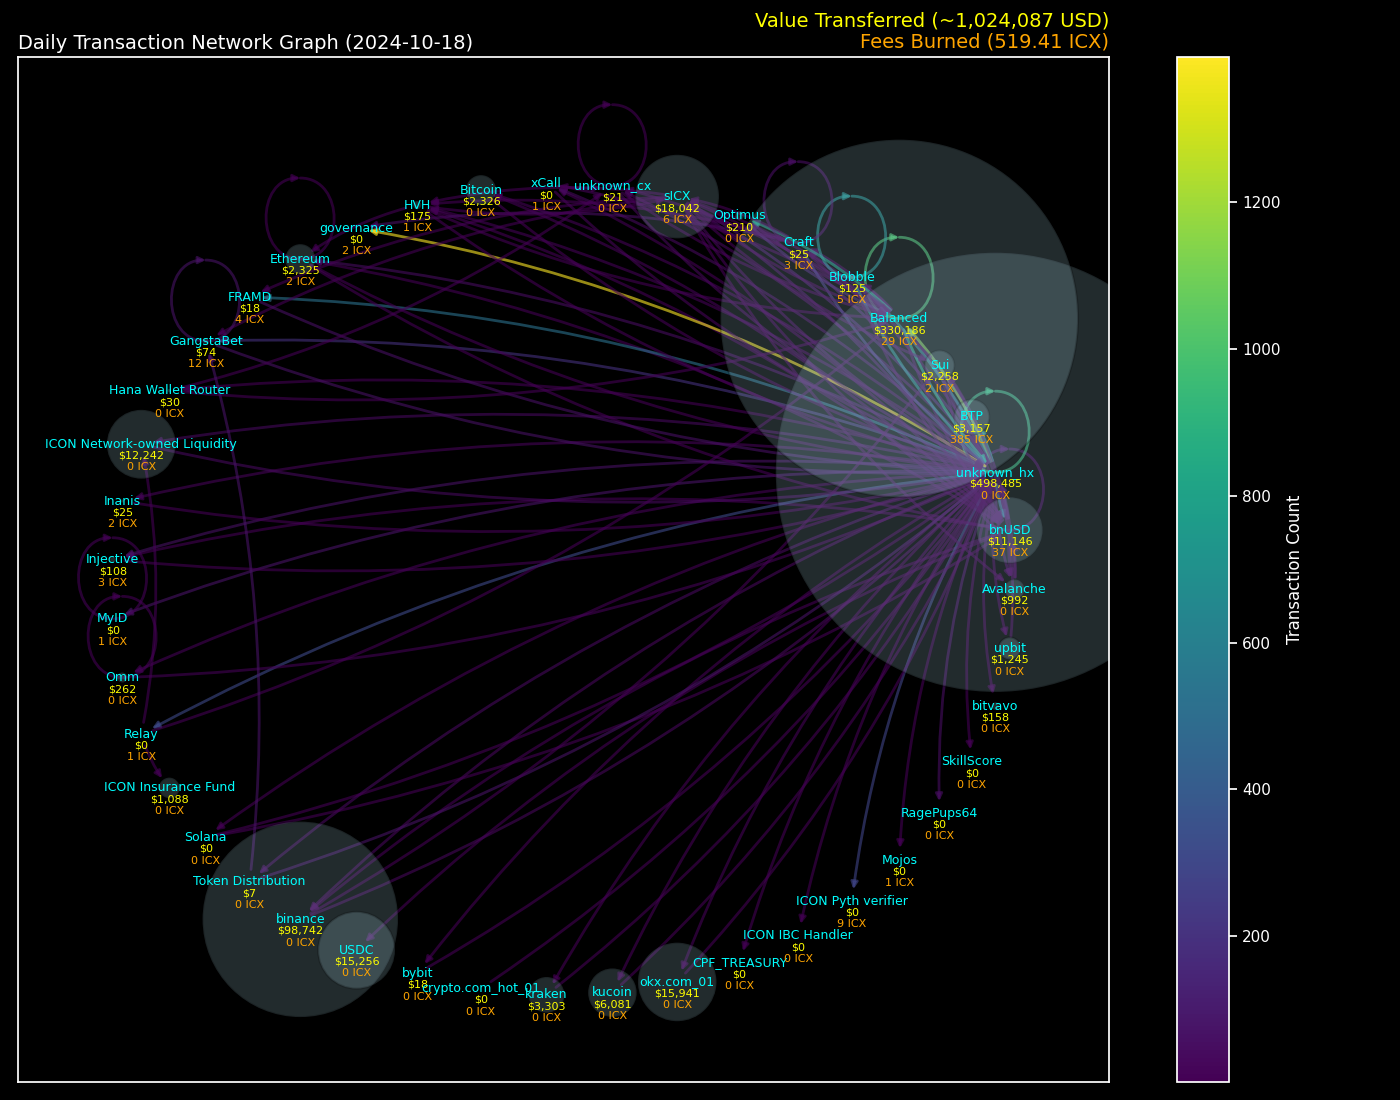 Value Transferred (~1,024,087 USD)
Daily Transaction Network Graph (2024-10-18)
Fees Burned (519.41 ICX)
xCall
$0
1 ICX
unknown_cx
$21
0 ICX
Bitcoin
$2,326
0 ICX
sICX
$18,042
6 ICX
HVH
$175
1 ICX
Optimus
$210
0 ICX
governance
$0
2 ICX
Craft
$25
3 ICX
Ethereum
$2,325
2 ICX
Blobble
$125
5 ICX
FRAMD
$18
4 ICX
Balanced
$330,186
29 ICX
GangstaBet
$74
12 ICX
Sui
$2,258
2 ICX
Hana Wallet Router
$30
0 ICX
BTP
$3,157
385 ICX
ICON Network-owned Liquidity
$12,242
0 ICX
unknown_hx
$498,485
0 ICX
Inanis
$25
2 ICX
bnUSD
$11,146
37 ICX
Injective
$108
3 ICX
Avalanche
$992
0 ICX
MyID
$0
1 ICX
upbit
$1,245
0 ICX
Omm
$262
0 ICX
bitvavo
$158
0 ICX
Relay
$0
1 ICX
SkillScore
$0
0 ICX
ICON Insurance Fund
$1,088
0 ICX
RagePups64
$0
0 ICX
Solana
$0
0 ICX
Mojos
$0
1 ICX
Token Distribution
$7
0 ICX
ICON Pyth verifier
$0
9 ICX
binance
$98,742
0 ICX
ICON IBC Handler
$0
0 ICX
USDC
$15,256
0 ICX
CPF_TREASURY
$0
0 ICX
bybit
$18
0 ICX
okx.com_01
$15,941
0 ICX
crypto.com_hot_01
$0
0 ICX
kraken
$3,303
0 ICX
kucoin
$6,081
0 ICX
1200
1000
800
600
400
200
Transaction Count